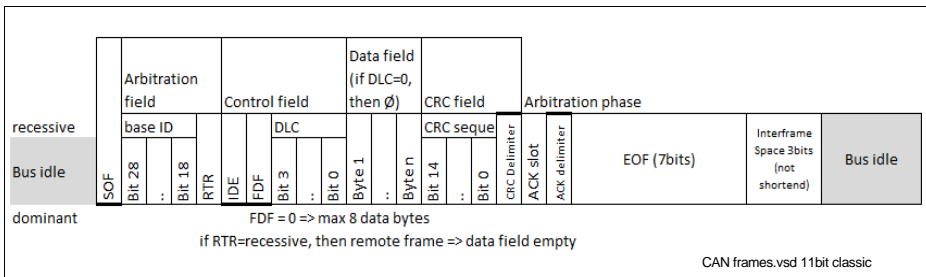 Data field
Arbitration (if DLC=0,
field Control field then Ø) CRC field Arbitration phase
recessive base ID DLC CRC seque
Bus idle SOF Bit 28 : Bit 18 RTR IDE FDF Bit 3 : Bit 0 Byte 1 : Byte n Bit 14 : Bit 0 CRC Delimiter ACK slot ACK delimiter EOF (7bits) Interframe Space 3bits (not shortend) Bus idle
dominant FDF = 0 => max 8 data bytes
if RTR=recessive, then remote frame => data field empty
CAN frames.vsd 11bit classic